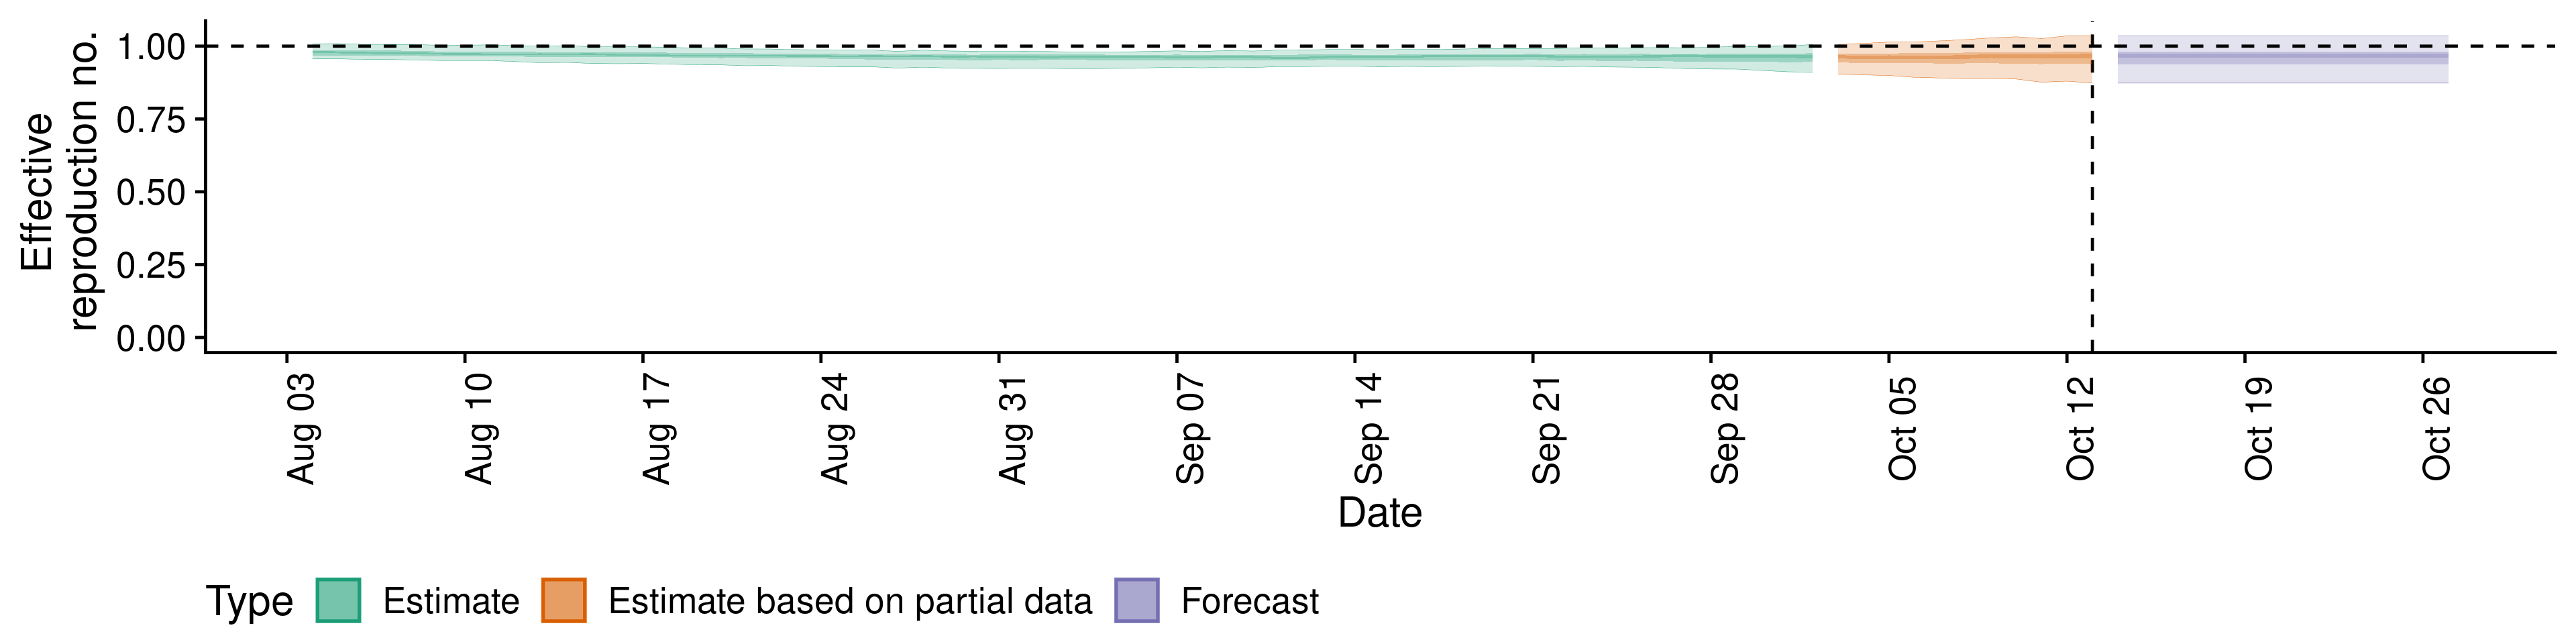 Effective
reproduction no.
1.00
0.75
0.50
0.25
0.00
Aug 03
Aug 10
Aug 17
Aug 24
Aug 31
Sep 07
Sep 14
Sep 21
Sep 28
Oct 05
Oct 12
Oct 19
Oct 26
Date
Type Estimate Estimate based on partial data Forecast